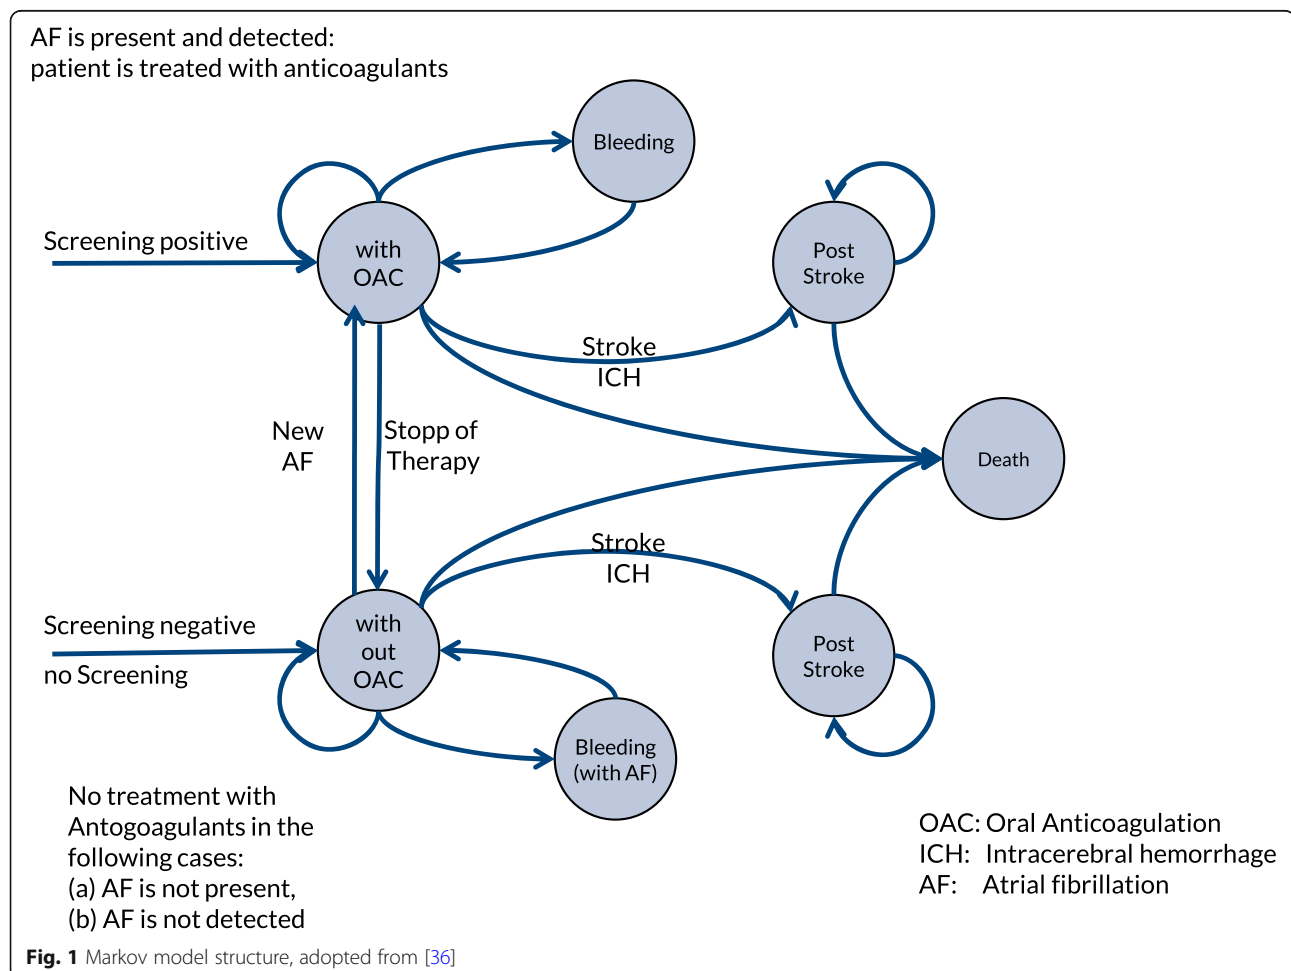 AF is present and detected:
patient is treated with anticoagulants
Bleeding
Screening positive
with
OAC
Post
Stroke
Stroke
ICH
New
AF
Stopp of
Therapy
Death
Stroke
ICH
Screening negative
no Screening
with
out
OAC
Post
Stroke
Bleeding
(with AF)
No treatment with
Antogoagulants in the
following cases:
(a) AF is not present,
(b) AF is not detected
OAC: Oral Anticoagulation
ICH: Intracerebral hemorrhage
AF: Atrial fibrillation
Fig. 1 Markov model structure, adopted from [36]